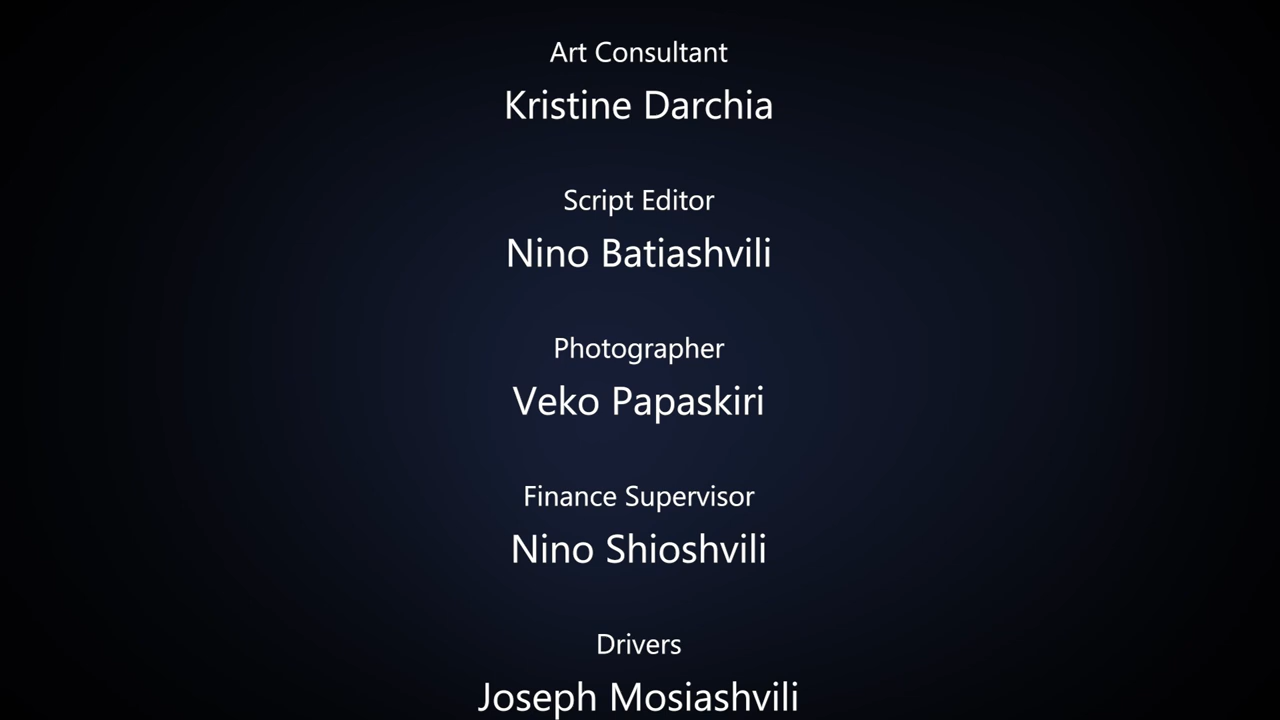 Art Consultant
Kristine Darchia
Script Editor
Nino Batiashvili
Photographer
Veko Papaskiri
Finance Supervisor
Nino Shioshvili
Drivers
Joseph Mosiashvili